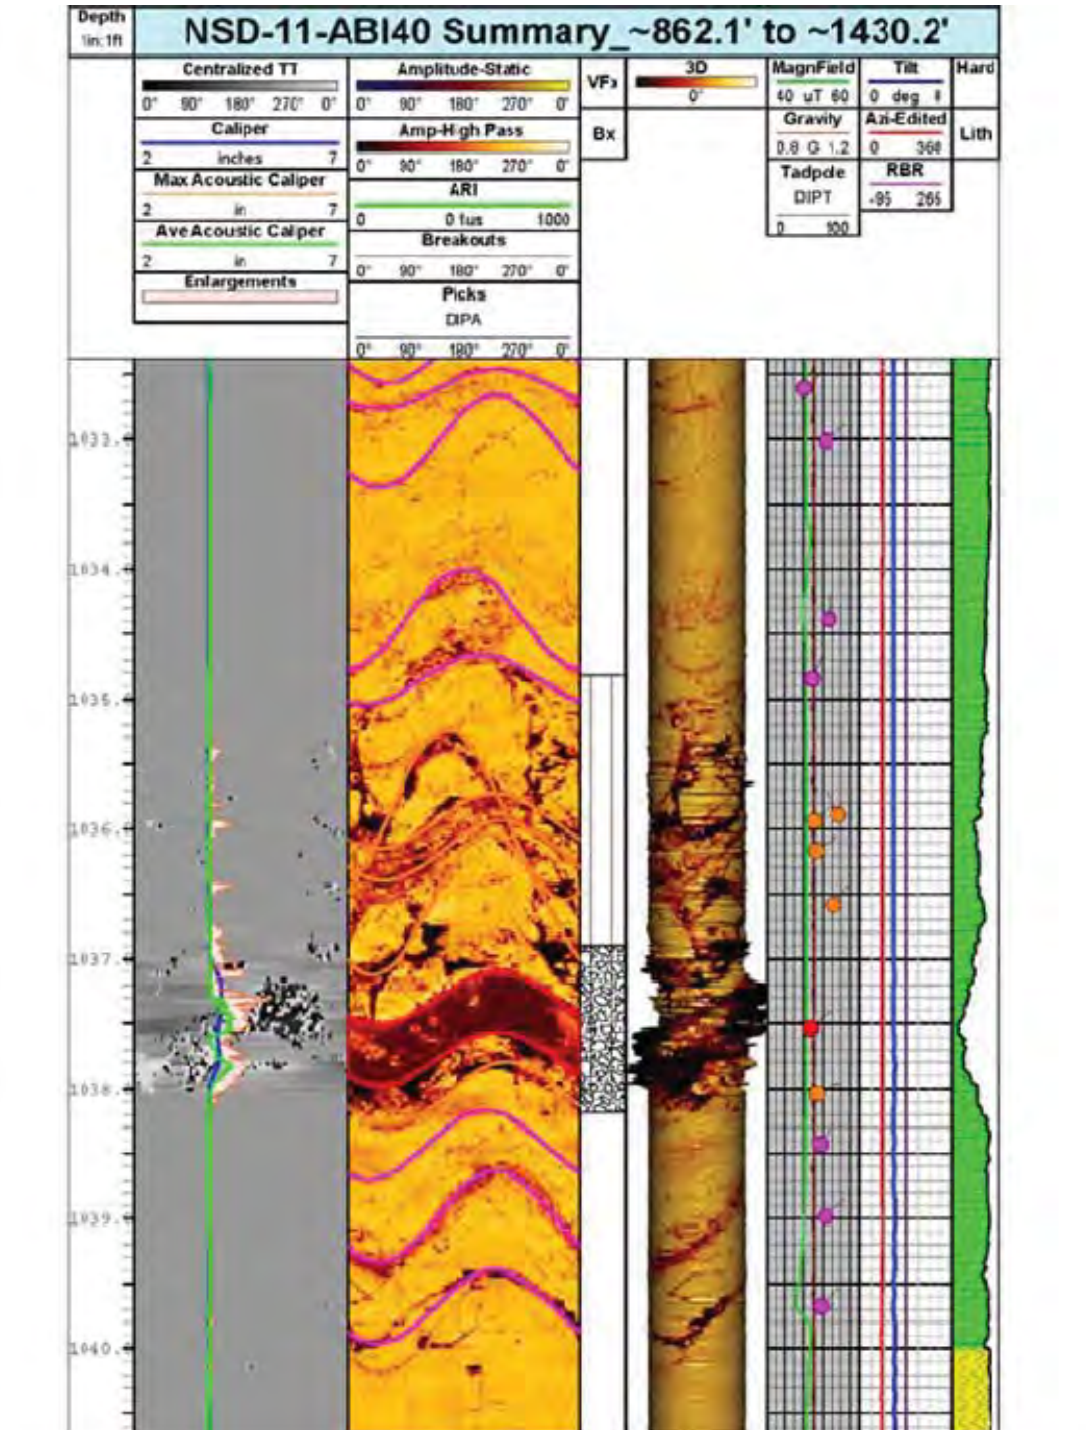 Depth
1in:1ft
NSD-11-ABI40 Summary_~862.1' to ~1430.2'
Centralized TT
0° 90° 180° 270° 0°
Caliper
2 inches 7
Max Acoustic Caliper
2 in 7
Ave Acoustic Caliper
2 in 7
Enlargements
Amplitude-Static
0° 90° 180° 270° 0°
Amp-High Pass
0° 90° 180° 270° 0°
ARI
0 0.1us 1000
Breakouts
0° 90° 180° 270° 0°
Picks
DIPA
0° 90° 180° 270° 0°
Bx
3D
0°
MagnField
40 uT 60
Gravity
0.8 G 1.2
Tadpole
DIPT
0 100
Tilt
0 deg
Azi-Edited
0 360
RBR
-95 265
Hard
Lith
1033.
1034.
1035.
1036.
1037.
1038.
1039.
1040.